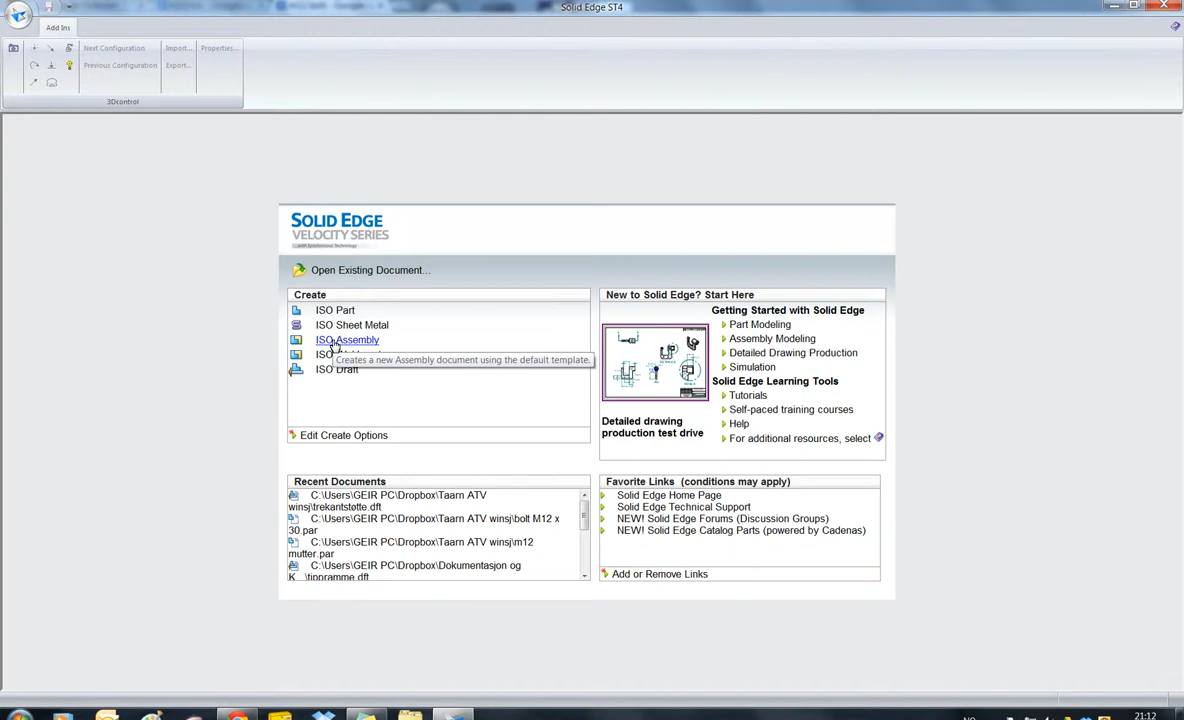 Solid Edge ST4
Add Ins
Next Configuration
Import...
Properties...
Previous Configuration
Export...
3Dcontrol
SOLID EDGE
VELOCITY SERIES
...with Synchronous Technology
Open Existing Document...
Create
ISO Part
ISO Sheet Metal
ISO Assembly
ISO
Creates a new Assembly document using the default template.
ISO Draft
Edit Create Options
New to Solid Edge? Start Here
Getting Started with Solid Edge
Part Modeling
Assembly Modeling
Detailed Drawing Production
Simulation
Solid Edge Learning Tools
Tutorials
Self-paced training courses
Help
For additional resources, select
Detailed drawing
production test drive
Recent Documents
C:\Users\GEIR PC\Dropbox\Taarn ATV
winsj\trekantstøtte.dft
C:\Users\GEIR PC\Dropbox\Taarn ATV winsj\bolt M12 x
30.par
C:\Users\GEIR PC\Dropbox\Taarn ATV winsj\m12
mutter.par
C:\Users\GEIR PC\Dropbox\Dokumentasjon og
K...\tippramme.dft
Favorite Links (conditions may apply)
Solid Edge Home Page
Solid Edge Technical Support
NEW! Solid Edge Forums (Discussion Groups)
NEW! Solid Edge Catalog Parts (powered by Cadenas)
Add or Remove Links
NO
21:12